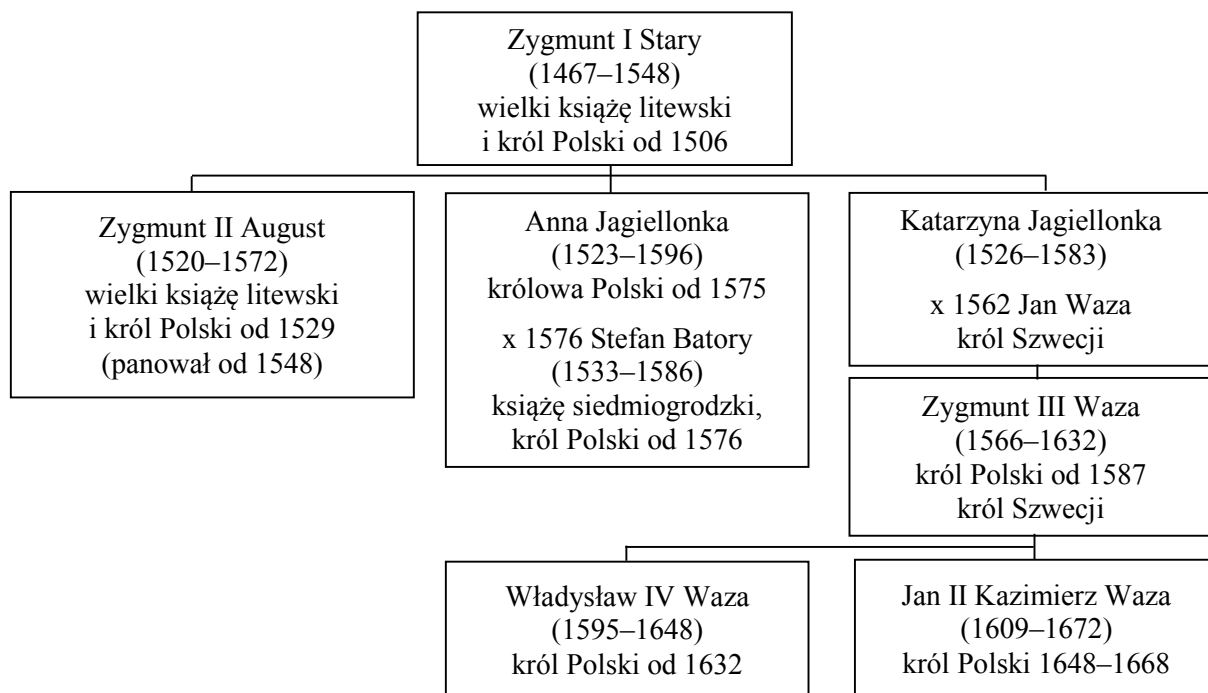 Zygmunt I Stary
(1467–1548)
wielki książę litewski
i król Polski od 1506
Zygmunt II August
(1520–1572)
wielki książę litewski
i król Polski od 1529
(panował od 1548)
Anna Jagiellonka
(1523–1596)
królowa Polski od 1575
x 1576 Stefan Batory
(1533–1586)
książę siedmiogrodzki,
król Polski od 1576
Katarzyna Jagiellonka
(1526–1583)
x 1562 Jan Waza
król Szwecji
Zygmunt III Waza
(1566–1632)
król Polski od 1587
król Szwecji
Władysław IV Waza
(1595–1648)
król Polski od 1632
Jan II Kazimierz Waza
(1609–1672)
król Polski 1648–1668